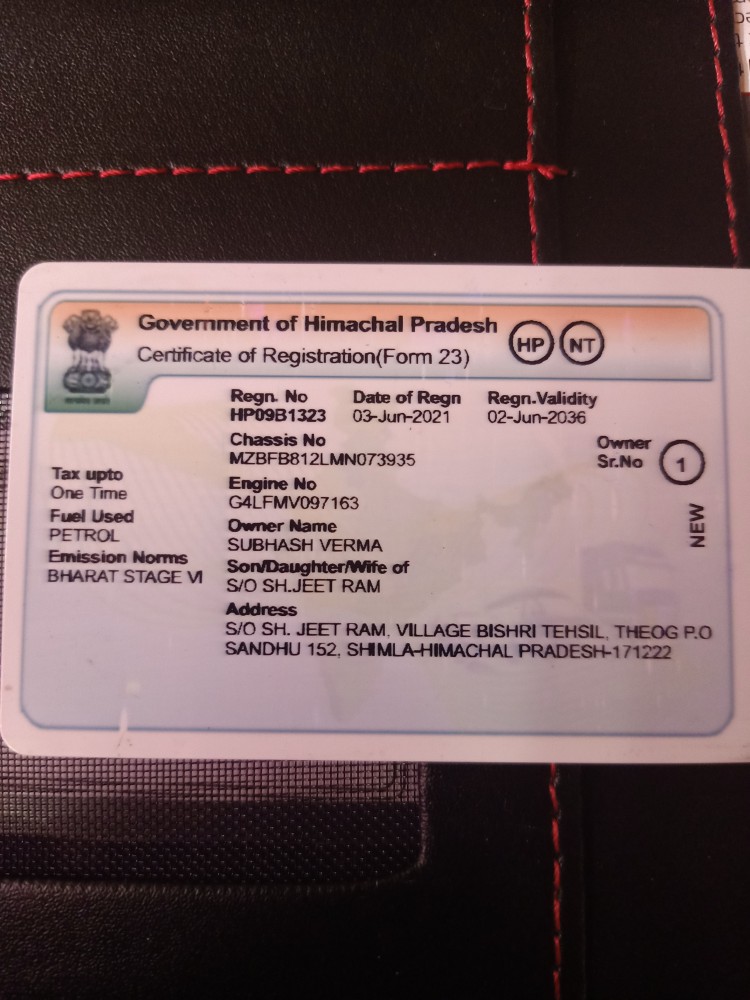 Government of Himachal Pradesh
Certificate of Registration(Form 23)
HP NT
Regn. No Date of Regn Regn.Validity
HP09B1323 03-Jun-2021 02-Jun-2036
Chassis No
MZBFB812LMN073935
Owner
Sr.No 1
Tax upto
One Time
Engine No
G4LFMV097163
Fuel Used
PETROL
Owner Name
SUBHASH VERMA
NEW
Emission Norms
BHARAT STAGE VI
Son/Daughter/Wife of
S/O SH.JEET RAM
Address
S/O SH. JEET RAM, VILLAGE BISHRI TEHSIL, THEOG P.O
SANDHU 152, SHIMLA-HIMACHAL PRADESH-171222